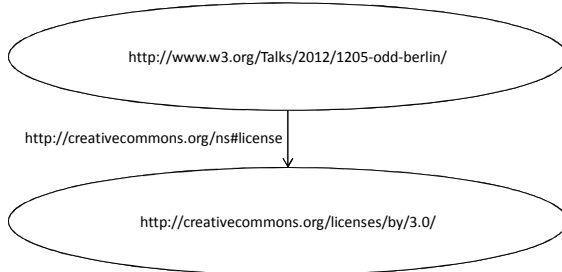 http://www.w3.org/Talks/2012/1205-odd-berlin/
http://creativecommons.org/ns#license
http://creativecommons.org/licenses/by/3.0/